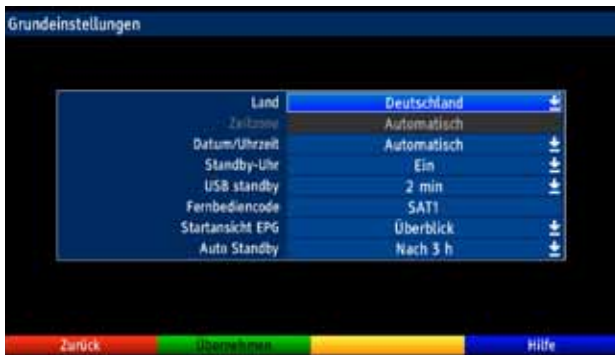 Grundeinstellungen
Land Deutschland
Zeitzone Automatisch
Datum/Uhrzeit Automatisch
Standby-Uhr Ein
USB standby 2 min
Fernbediencode SAT1
Startansicht EPG Überblick
Auto Standby Nach 3 h
Zurück Übernehmen Hilfe